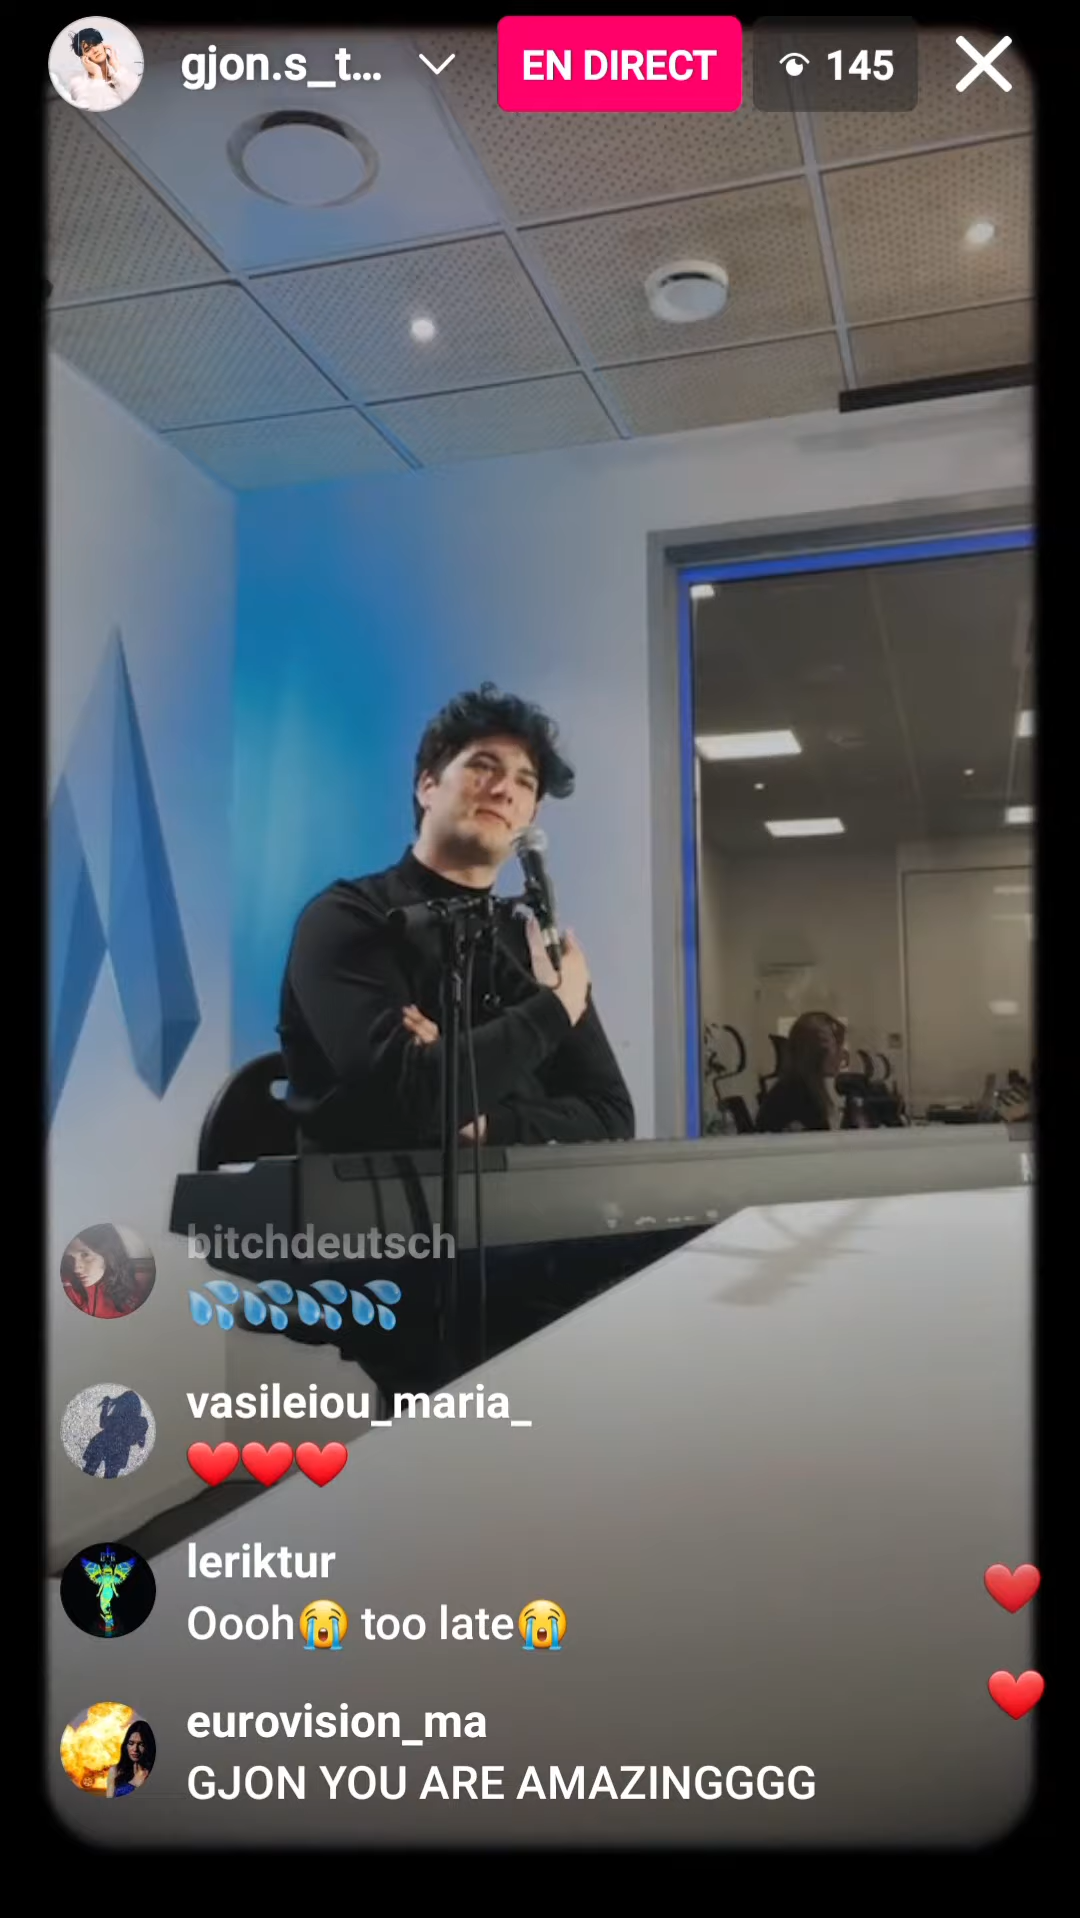 gjon.s_t...
EN DIRECT
145
bitchdeutsch
💦💦💦💦
vasileiou_maria_
❤️❤️❤️
leriktur
Oooh😭 too late😭
eurovision_ma
GJON YOU ARE AMAZINGGGG